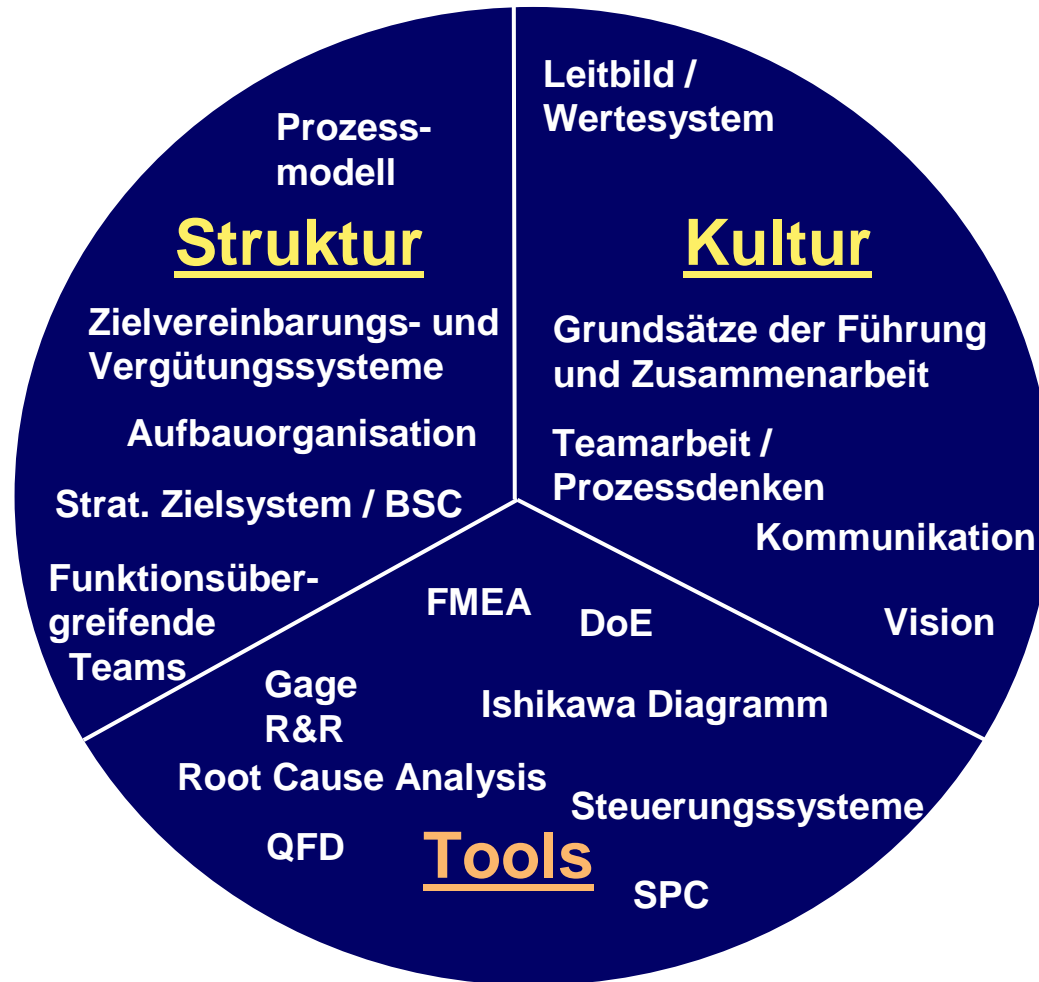 Prozess-
modell
Struktur
Zielvereinbarungs- und
Vergütungssysteme
Aufbauorganisation
Strat. Zielsystem / BSC
Funktionsüber-
greifende
Teams
Leitbild /
Wertesystem
Kultur
Grundsätze der Führung
und Zusammenarbeit
Teamarbeit /
Prozessdenken
Kommunikation
Vision
FMEA
DoE
Gage
R&R
Ishikawa Diagramm
Root Cause Analysis
Steuerungssysteme
QFD
Tools
SPC